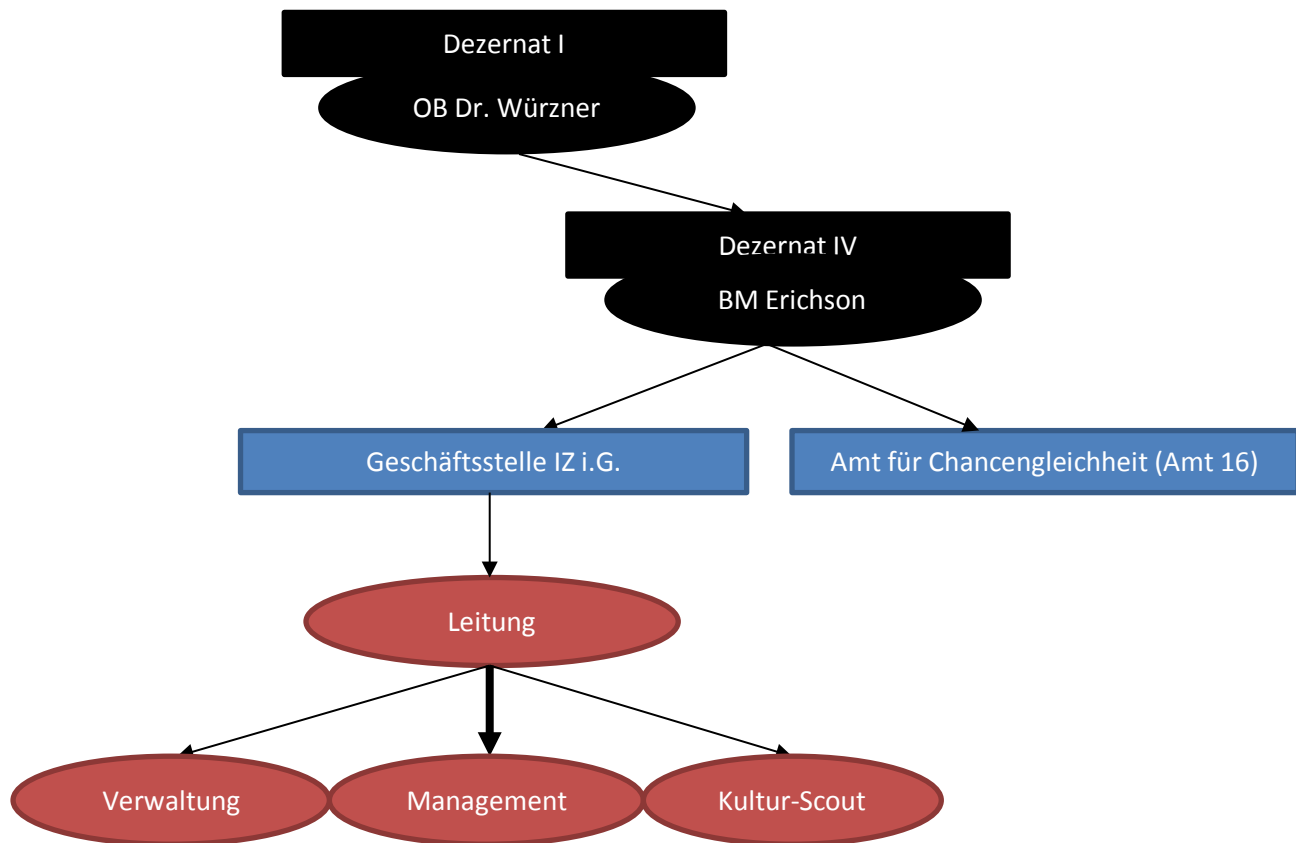 Dezernat I
OB Dr. Würzner
Dezernat IV
BM Erichson
Geschäftsstelle IZ i.G.
Amt für Chancengleichheit (Amt 16)
Leitung
Verwaltung
Management
Kultur-Scout